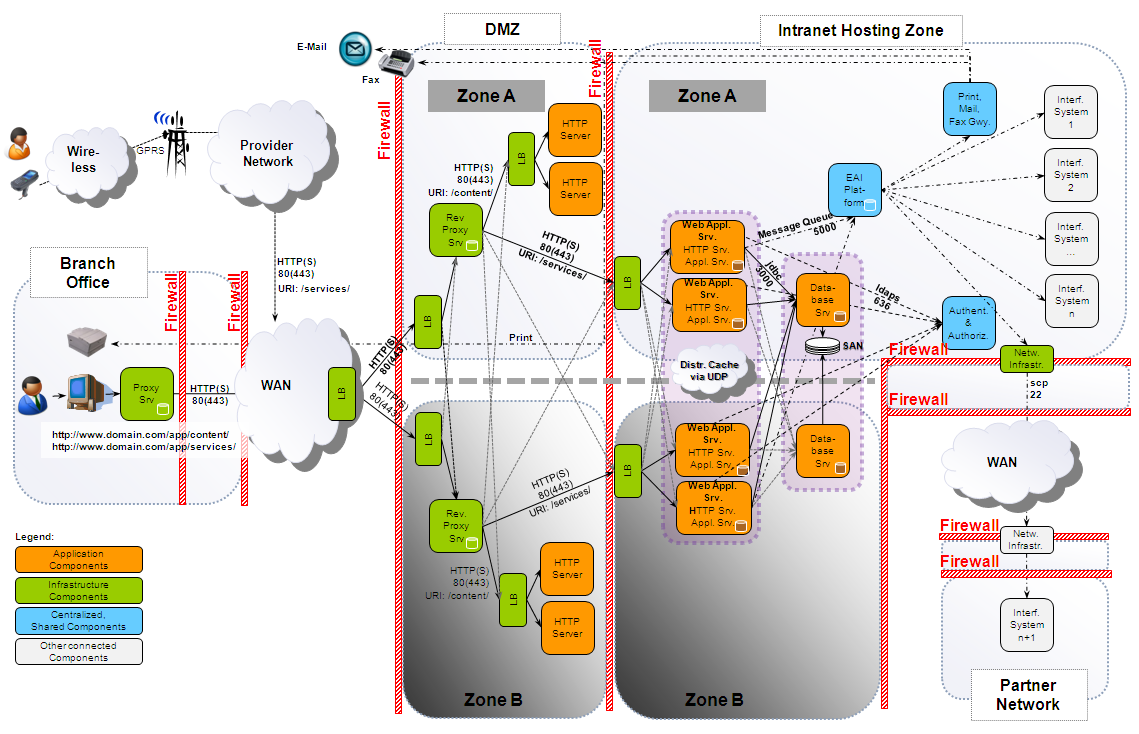 DMZ
Intranet Hosting Zone
E-Mail
Fax
Firewall
Firewall
Zone A
Zone A
Print,
Mail,
Fax Gwy.
Interf.
System
1
HTTP
Server
LB
HTTP
Server
Wire-
less
GPRS
Provider
Network
HTTP(S)
80(443)
URI: /content/
EAI
Plat-
form
Interf.
System
2
Rev
Proxy
Srv
HTTP(S)
80(443)
URI: /services/
Web Appl.
Srv.
HTTP Srv.
Appl. Srv.
Message Queue
5000
Interf.
System
...
Branch
Office
HTTP(S)
80(443)
URI: /services/
LB
Web Appl.
Srv.
HTTP Srv.
Appl. Srv.
jdbc
3000
Data-
base
Srv
ldaps
636
Authent.
&
Authoriz.
Interf.
System
n
Firewall
Firewall
LB
Print
SAN
Firewall
Netw.
Infrastr.
WAN
LB
HTTP(S)
80(443)
HTTP(S)
80(443)
Distr. Cache
via UDP
scp
22
Firewall
Proxy
Srv
HTTP(S)
80(443)
http://www.domain.com/app/content/
http://www.domain.com/app/services/
LB
LB
Web Appl.
Srv.
HTTP Srv.
Appl. Srv.
Data-
base
Srv
WAN
HTTP(S)
80(443)
URI: /services/
Web Appl.
Srv.
HTTP Srv.
Appl. Srv.
Rev.
Proxy
Srv
Firewall
Netw.
Infrastr.
Firewall
Legend:
Application
Components
Infrastructure
Components
Centralized,
Shared Components
Other connected
Components
HTTP(S)
80(443)
URI: /content/
LB
HTTP
Server
HTTP
Server
Interf.
System
n+1
Zone B
Zone B
Partner
Network